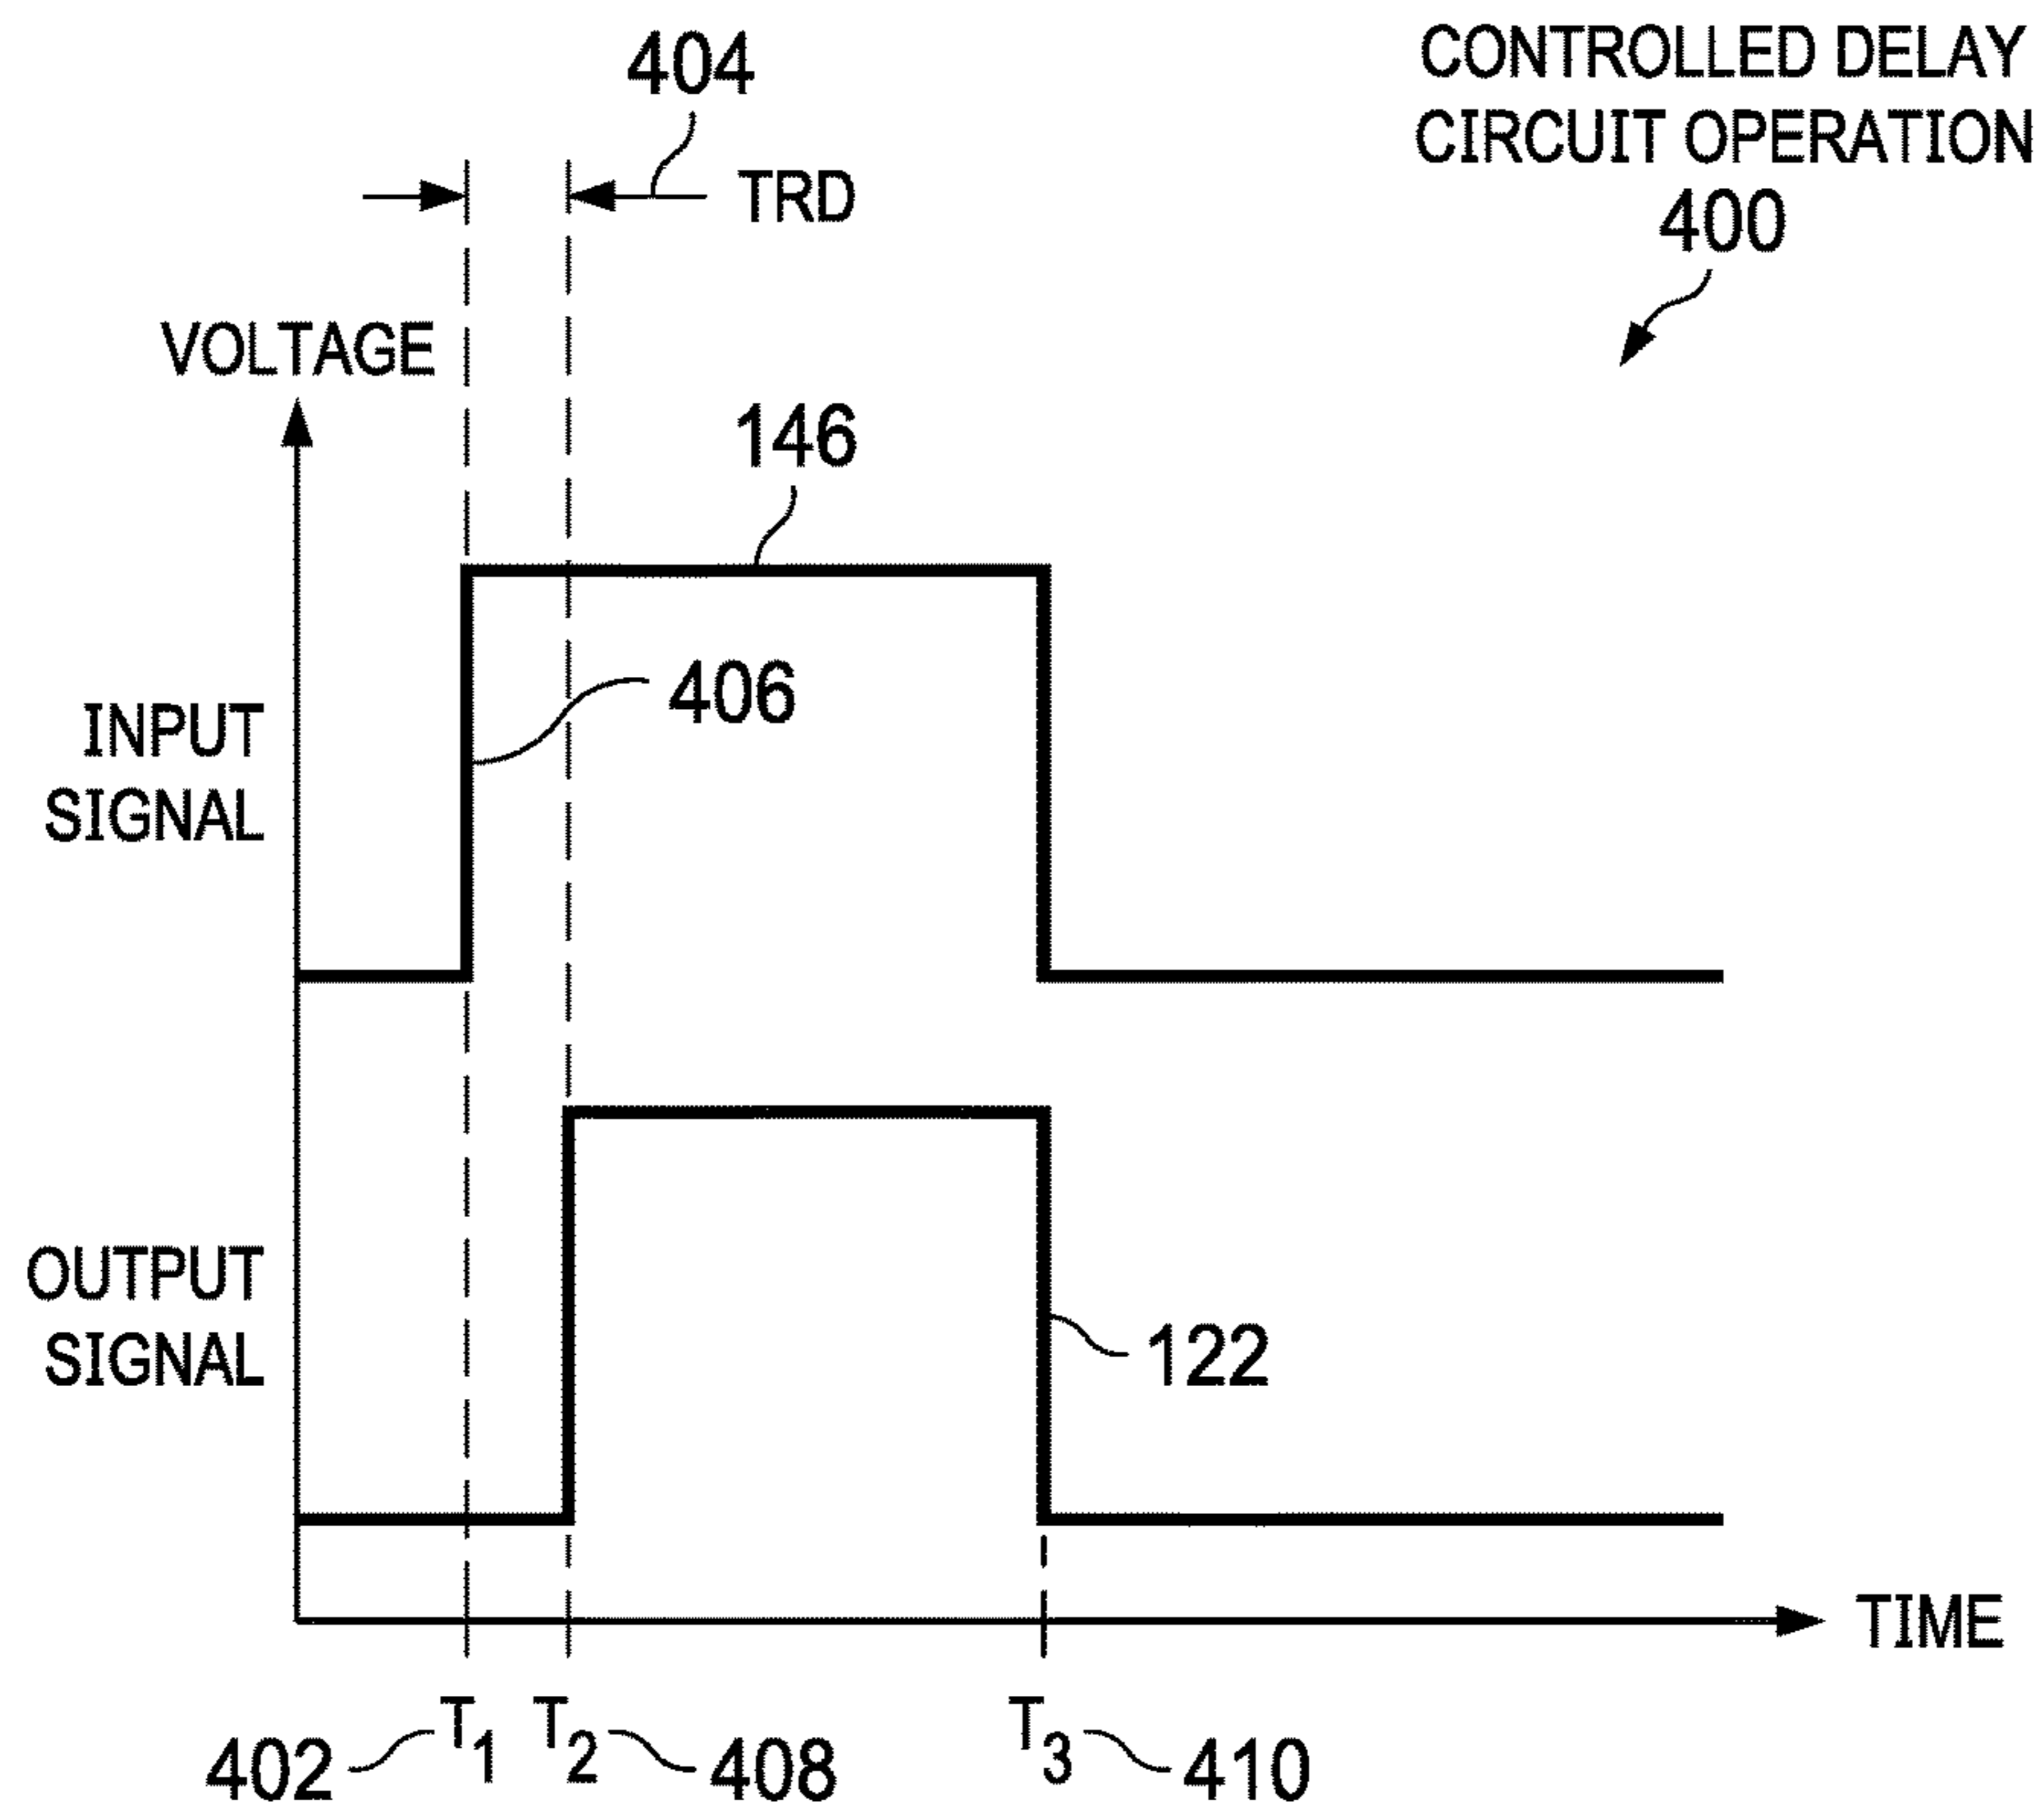 CONTROLLED DELAY
CIRCUIT OPERATION
400
404
TRD
VOLTAGE
146
406
INPUT
SIGNAL
OUTPUT
SIGNAL
122
TIME
402 T1 T2 408 T3 410